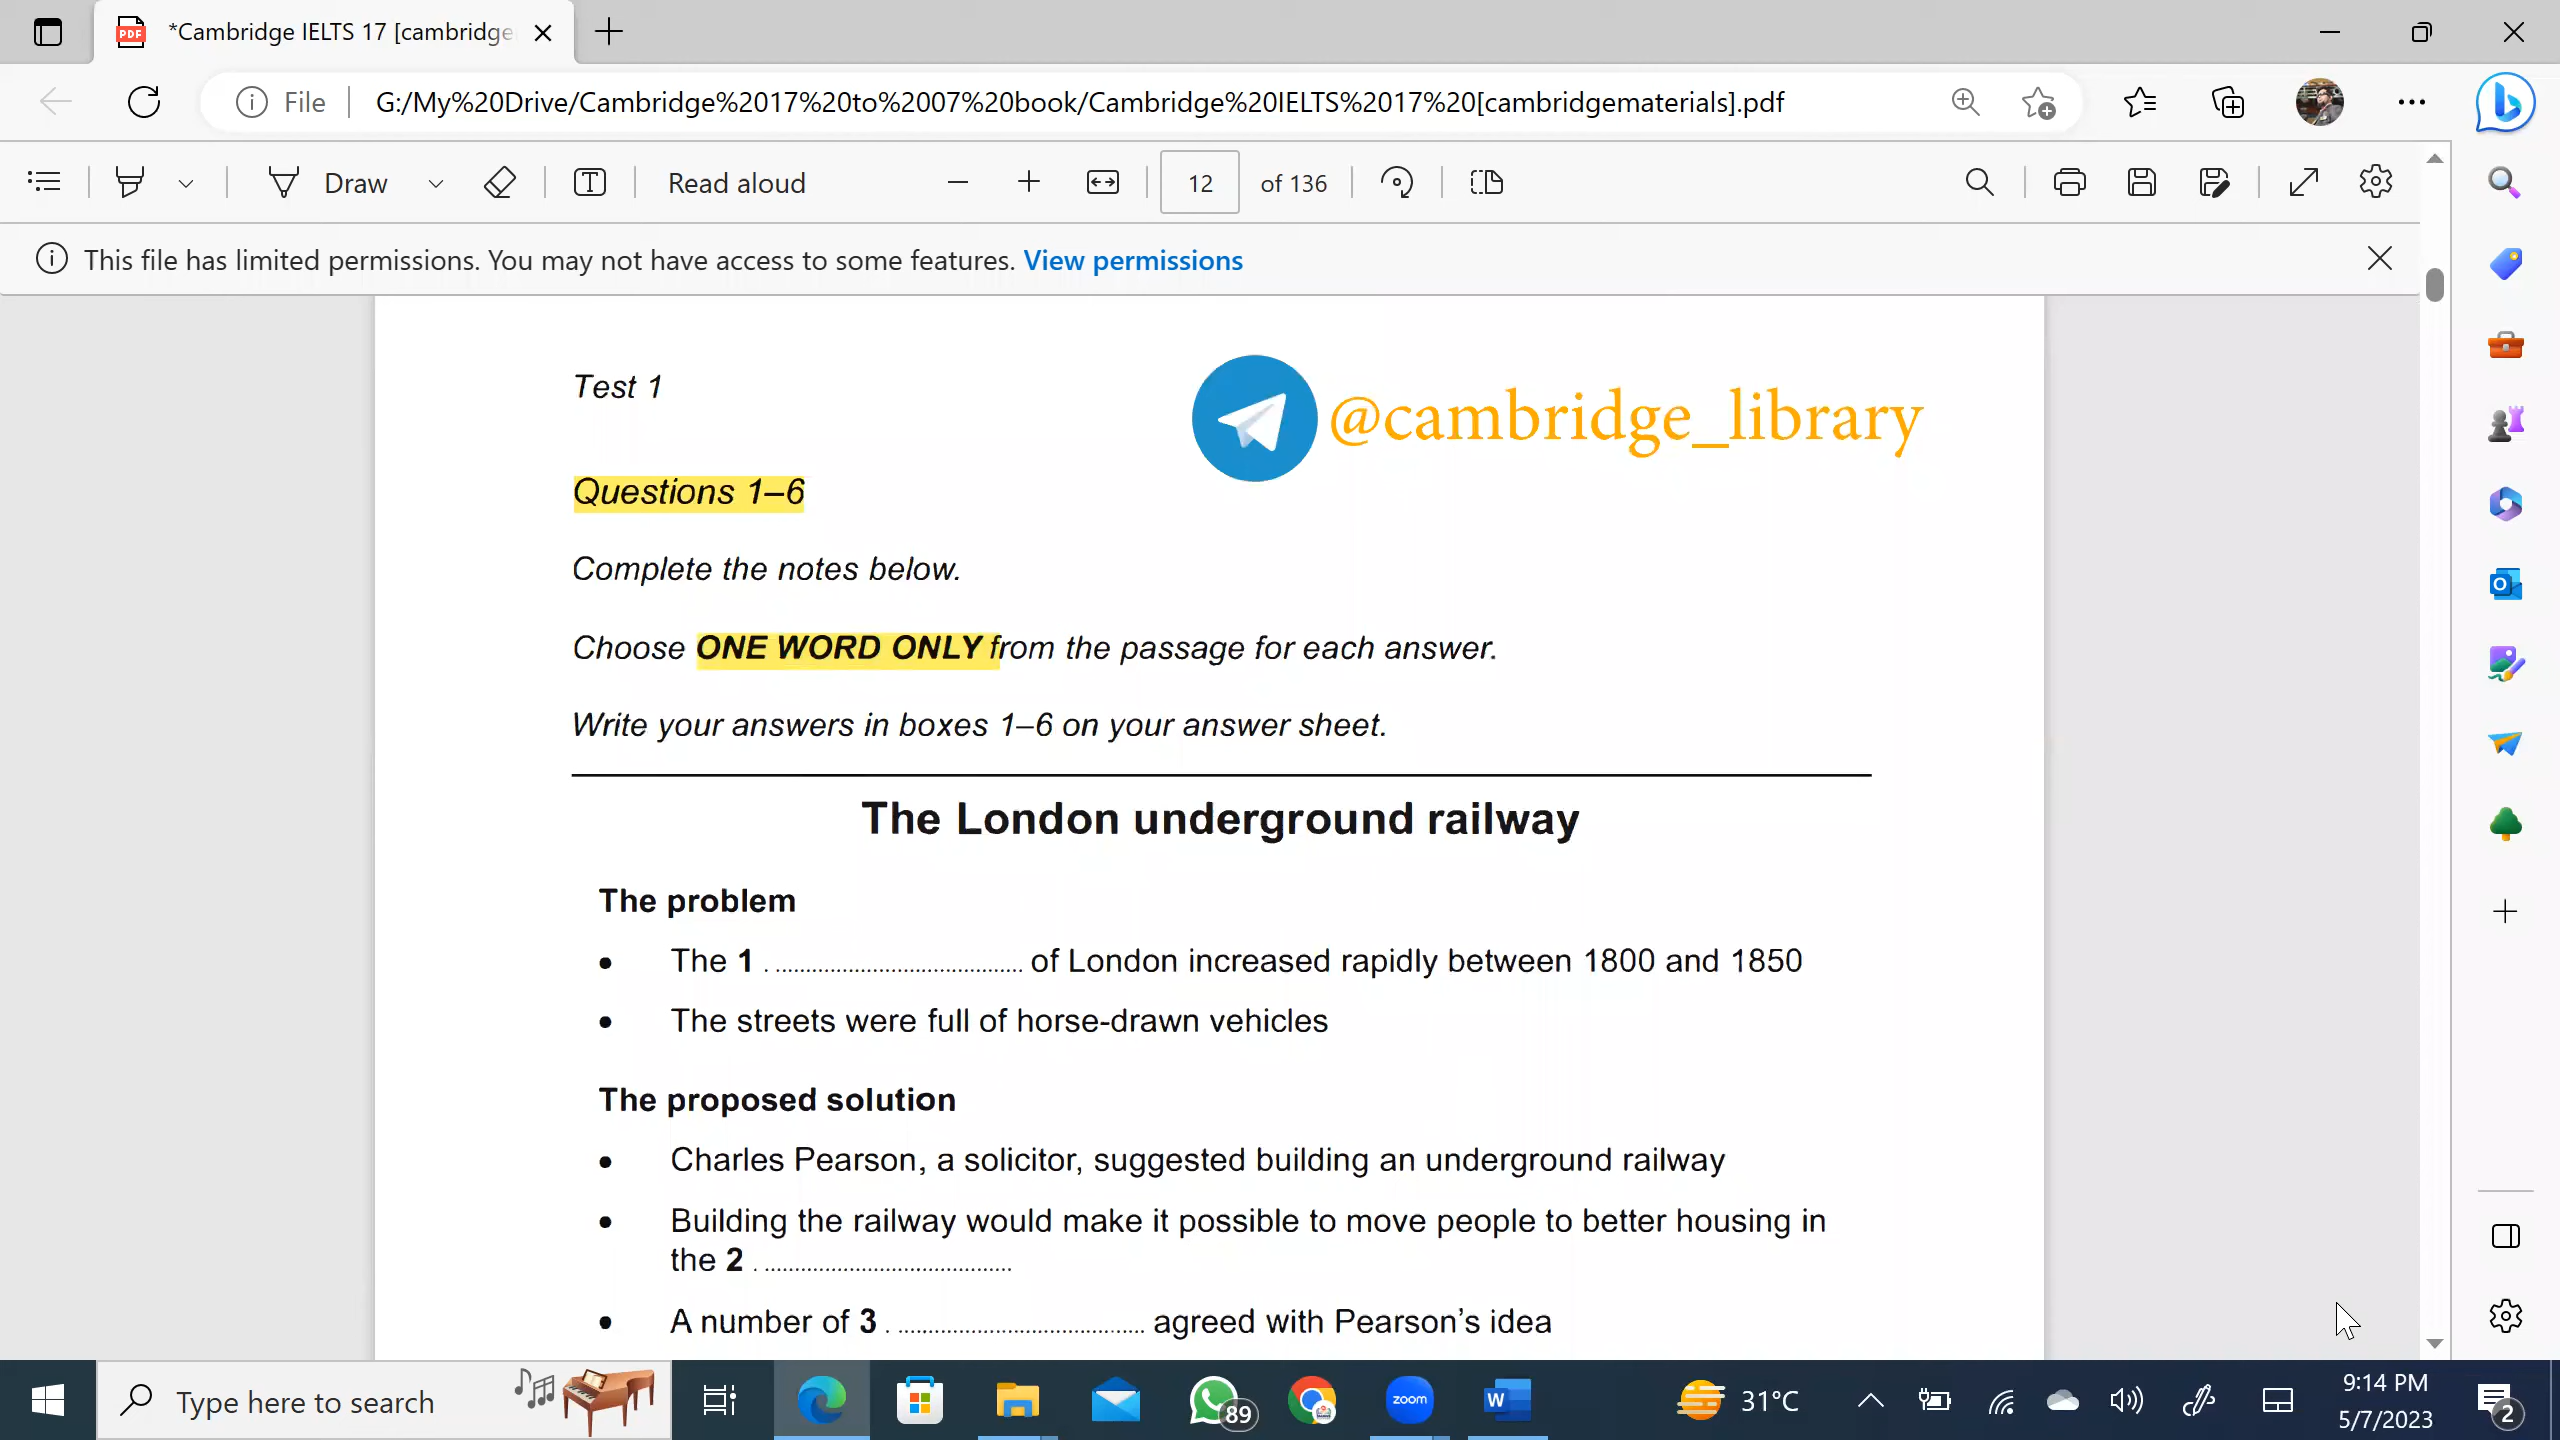 *Cambridge IELTS 17 [cambridge
File
G:/My%20Drive/Cambridge%2017%20to%2007%20book/Cambridge%20IELTS%2017%20[cambridgematerials].pdf
Draw
Read aloud
12 of 136
This file has limited permissions. You may not have access to some features. View permissions
Test 1
@cambridge_library
Questions 1–6
Complete the notes below.
Choose ONE WORD ONLY from the passage for each answer.
Write your answers in boxes 1–6 on your answer sheet.
The London underground railway
The problem
• The 1 ........................................ of London increased rapidly between 1800 and 1850
• The streets were full of horse-drawn vehicles
The proposed solution
• Charles Pearson, a solicitor, suggested building an underground railway
• Building the railway would make it possible to move people to better housing in
the 2 ........................................
• A number of 3 ........................................ agreed with Pearson’s idea
Type here to search
89
zoom
W
31°C
9:14 PM
5/7/2023
2